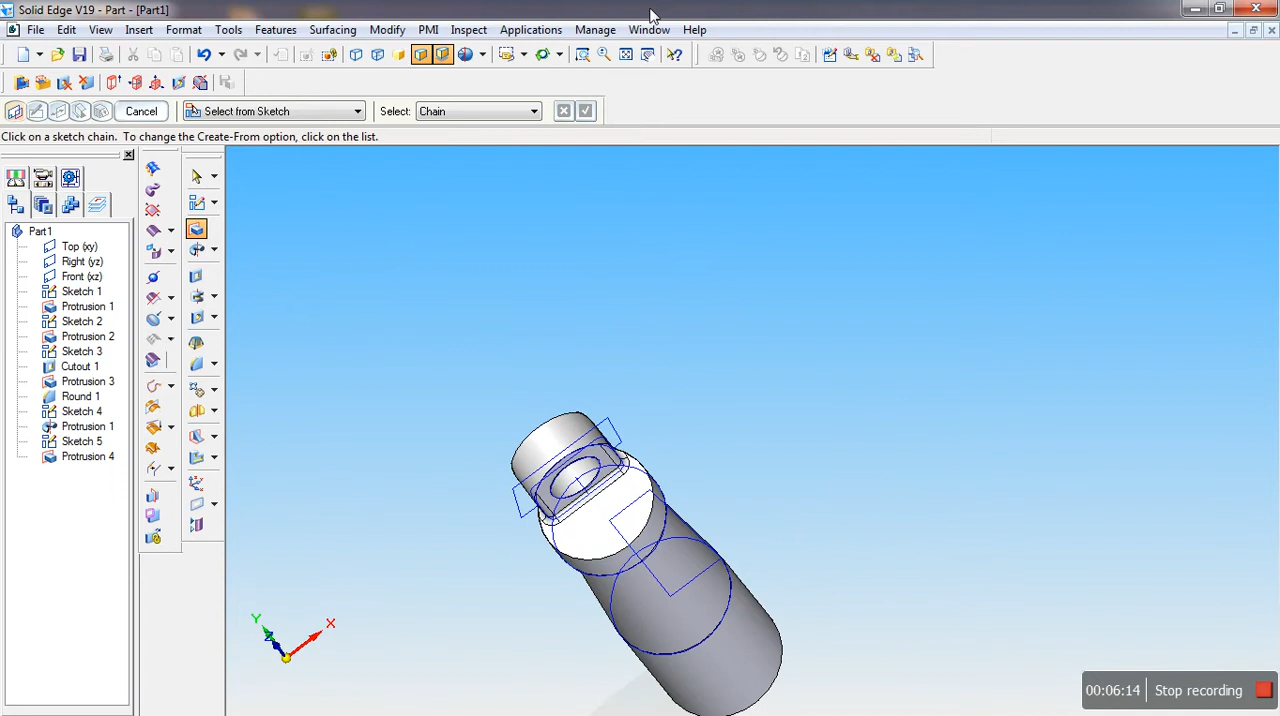 Solid Edge V19 - Part - [Part1]
File Edit View Insert Format Tools Features Surfacing Modify PMI Inspect Applications Manage Window Help
Cancel Select from Sketch Select: Chain
Click on a sketch chain. To change the Create-From option, click on the list.
Part1
Top (xy)
Right (yz)
Front (xz)
Sketch 1
Protrusion 1
Sketch 2
Protrusion 2
Sketch 3
Cutout 1
Protrusion 3
Round 1
Sketch 4
Protrusion 1
Sketch 5
Protrusion 4
Y
X
Z
00:06:14 Stop recording